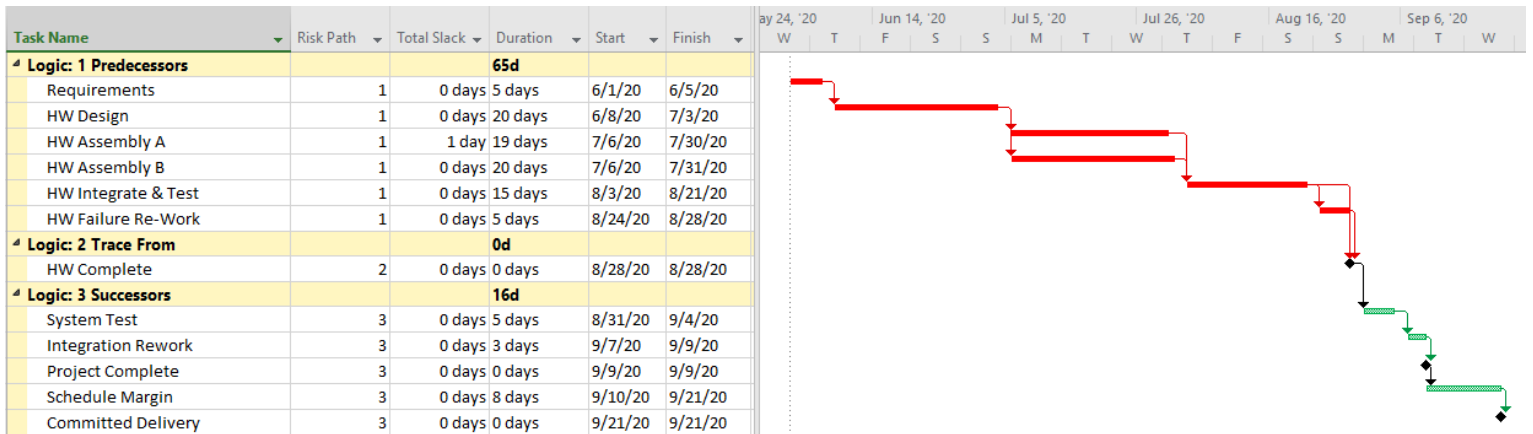 ay 24, '20 Jun 14, '20 Jul 5, '20 Jul 26, '20 Aug 16, '20 Sep 6, '20
Task Name Risk Path Total Slack Duration Start Finish W T F S S M T W T F S S M T W
Logic: 1 Predecessors 65d
Requirements 1 0 days 5 days 6/1/20 6/5/20
HW Design 1 0 days 20 days 6/8/20 7/3/20
HW Assembly A 1 1 day 19 days 7/6/20 7/30/20
HW Assembly B 1 0 days 20 days 7/6/20 7/31/20
HW Integrate & Test 1 0 days 15 days 8/3/20 8/21/20
HW Failure Re-Work 1 0 days 5 days 8/24/20 8/28/20
Logic: 2 Trace From 0d
HW Complete 2 0 days 0 days 8/28/20 8/28/20
Logic: 3 Successors 16d
System Test 3 0 days 5 days 8/31/20 9/4/20
Integration Rework 3 0 days 3 days 9/7/20 9/9/20
Project Complete 3 0 days 0 days 9/9/20 9/9/20
Schedule Margin 3 0 days 8 days 9/10/20 9/21/20
Committed Delivery 3 0 days 0 days 9/21/20 9/21/20